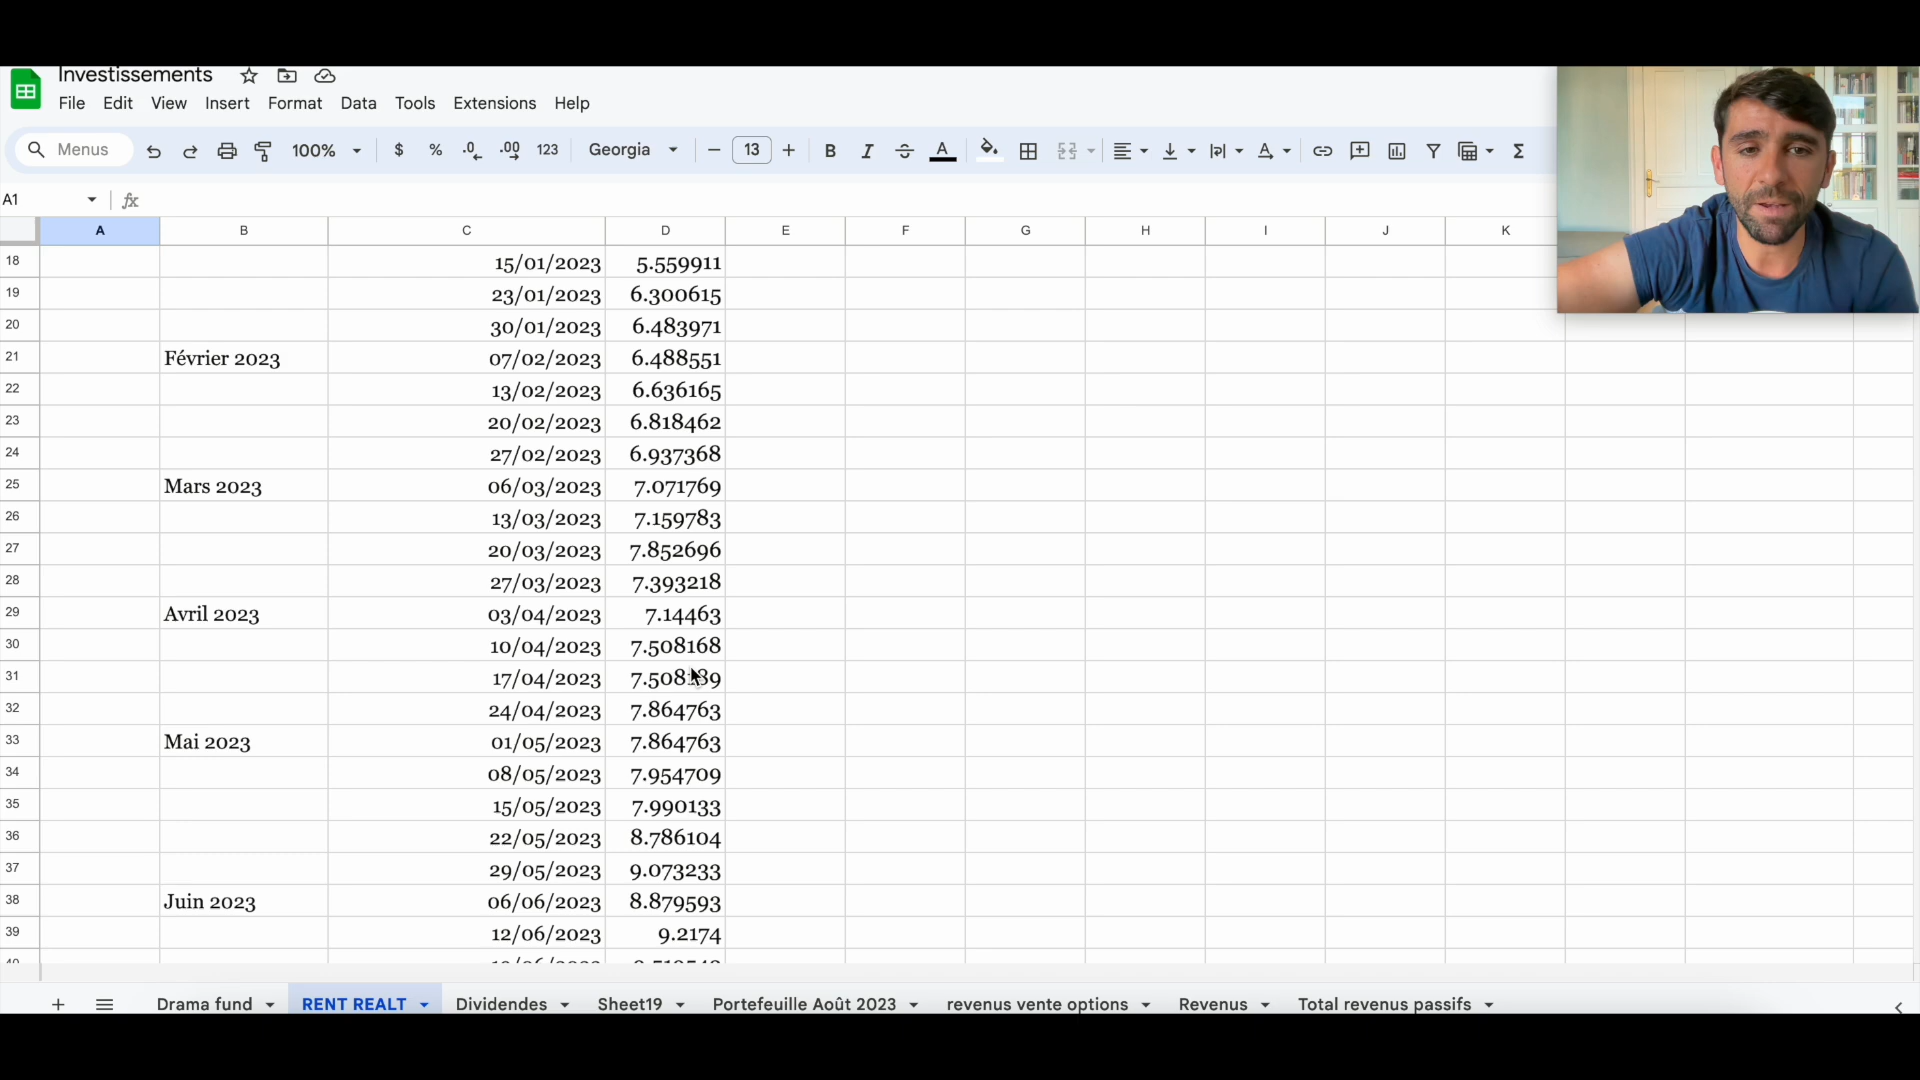 Investissements
File Edit View Insert Format Data Tools Extensions Help
Menus 100% $ % .0 .00 123 Georgia 13 B I A Σ
A1 fx
A B C D E F G H I J K
18 15/01/2023 5.559911
19 23/01/2023 6.300615
20 30/01/2023 6.483971
21 Février 2023 07/02/2023 6.488551
22 13/02/2023 6.636165
23 20/02/2023 6.818462
24 27/02/2023 6.937368
25 Mars 2023 06/03/2023 7.071769
26 13/03/2023 7.159783
27 20/03/2023 7.852696
28 27/03/2023 7.393218
29 Avril 2023 03/04/2023 7.14463
30 10/04/2023 7.508168
31 17/04/2023
32 24/04/2023 7.864763
33 Mai 2023 01/05/2023 7.864763
34 08/05/2023 7.954709
35 15/05/2023 7.990133
36 22/05/2023 8.786104
37 29/05/2023 9.073233
38 Juin 2023 06/06/2023 8.879593
39 12/06/2023 9.2174
Drama fund RENT REALT Dividendes Sheet19 Portefeuille Août 2023 revenus vente options Revenus Total revenus passifs